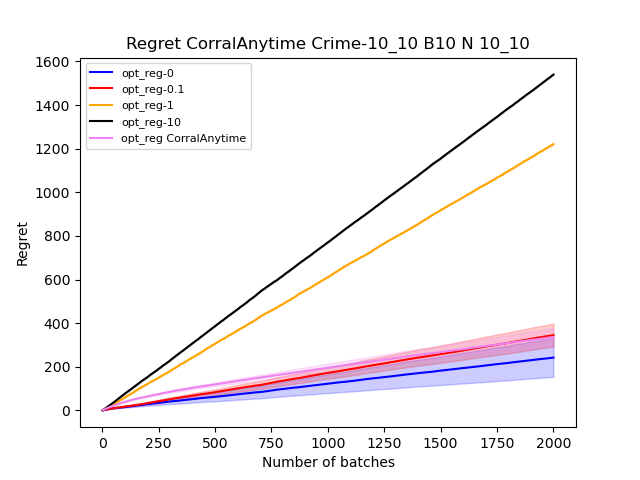 Regret CorralAnytime Crime-10_10 B10 N 10_10
1600
1400
1200
1000
800
600
400
200
0
Regret
opt_reg-0
opt_reg-0.1
opt_reg-1
opt_reg-10
opt_reg CorralAnytime
0 250 500 750 1000 1250 1500 1750 2000
Number of batches